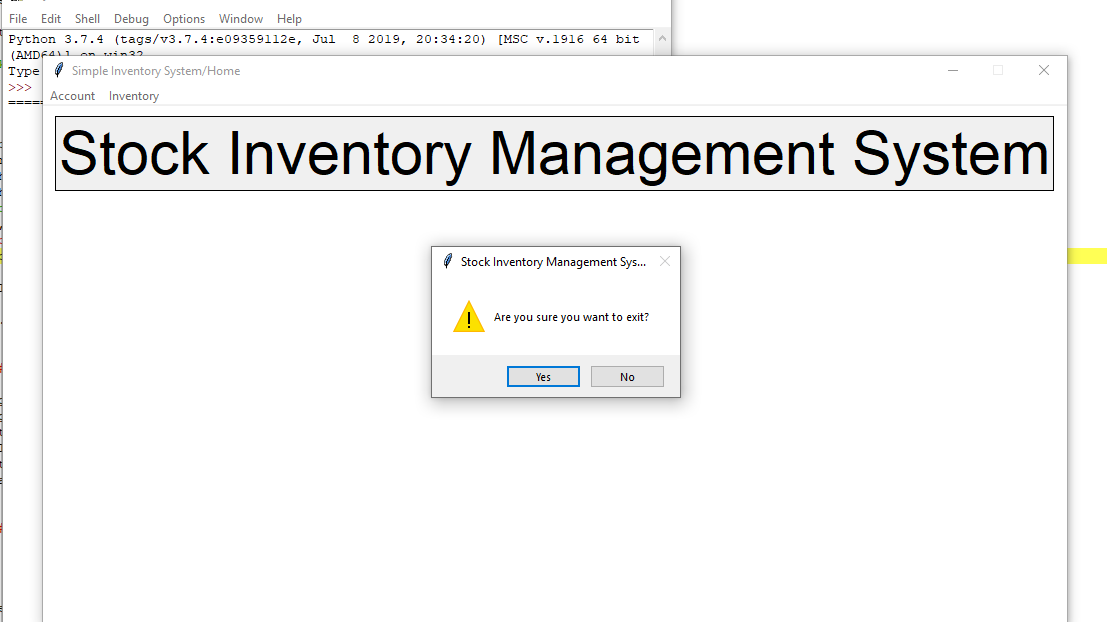 File Edit Shell Debug Options Window Help
Python 3.7.4 (tags/v3.7.4:e09359112e, Jul  8 2019, 20:34:20) [MSC v.1916 64 bit
(AMD64)] on win32
Type
>>>
=====
Simple Inventory System/Home
Account Inventory
Stock Inventory Management System
Stock Inventory Management Sys...
Are you sure you want to exit?
Yes No